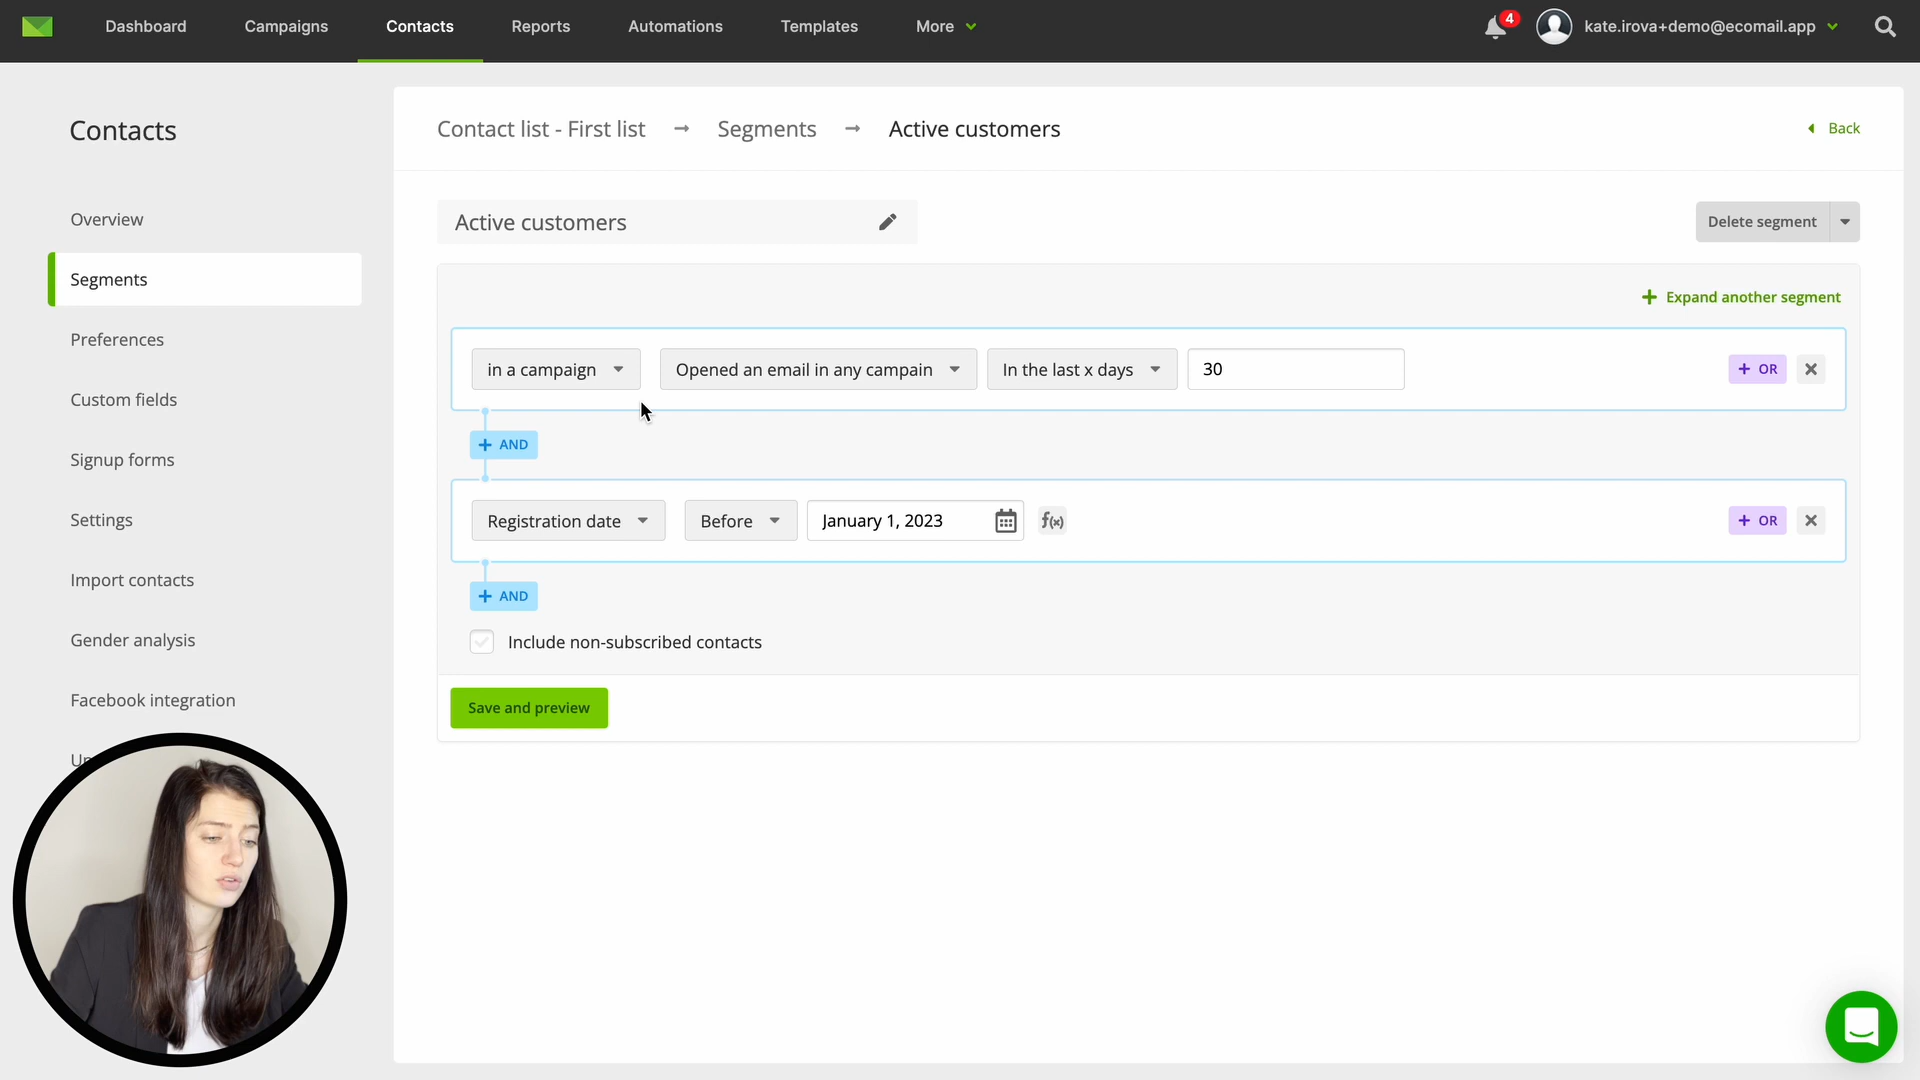 Dashboard
Campaigns
Contacts
Reports
Automations
Templates
More
4
kate.irova+demo@ecomail.app
Contacts
Overview
Segments
Preferences
Custom fields
Signup forms
Settings
Import contacts
Gender analysis
Facebook integration
Contact list - First list → Segments → Active customers
Back
Active customers
Delete segment
+ Expand another segment
in a campaign
Opened an email in any campain
In the last x days
30
+ OR
+ AND
Registration date
Before
January 1, 2023
f(x)
+ OR
+ AND
Include non-subscribed contacts
Save and preview